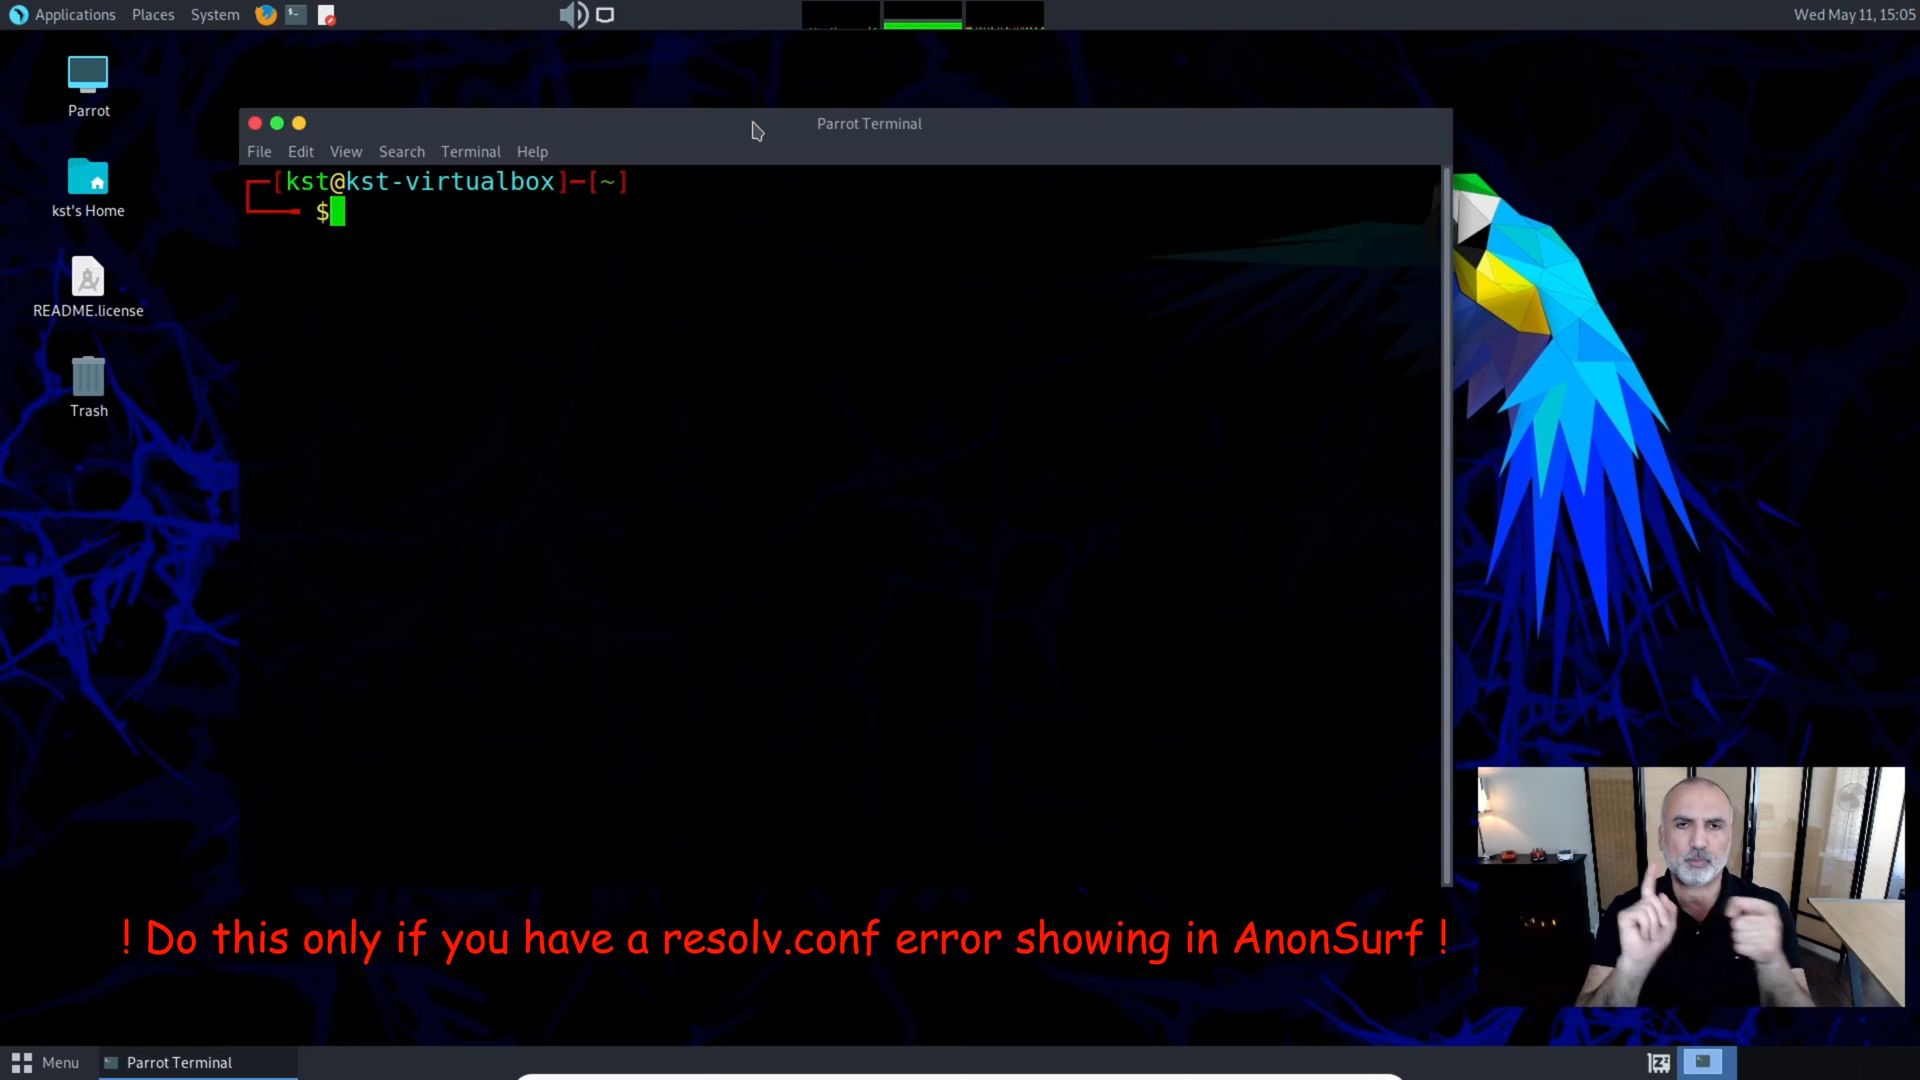 Applications Places System
Wed May 11, 15:05
Parrot
kst's Home
README.license
Trash
Parrot Terminal
File Edit View Search Terminal Help
[kst@kst-virtualbox]-[~]
$
! Do this only if you have a resolv.conf error showing in AnonSurf !
Menu Parrot Terminal